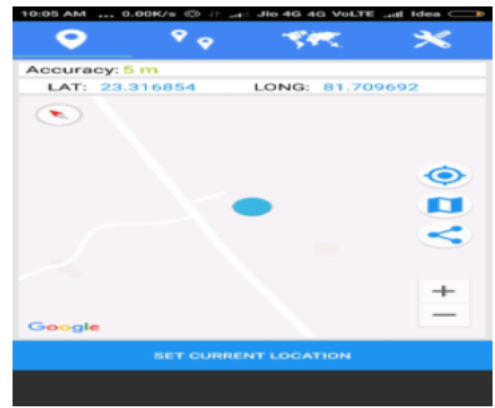 10:05 AM ... 0.00K/s Jio 4G 4G VoLTE Idea
Accuracy: 5 m
LAT: 23.316854 LONG: 81.709692
Google
SET CURRENT LOCATION